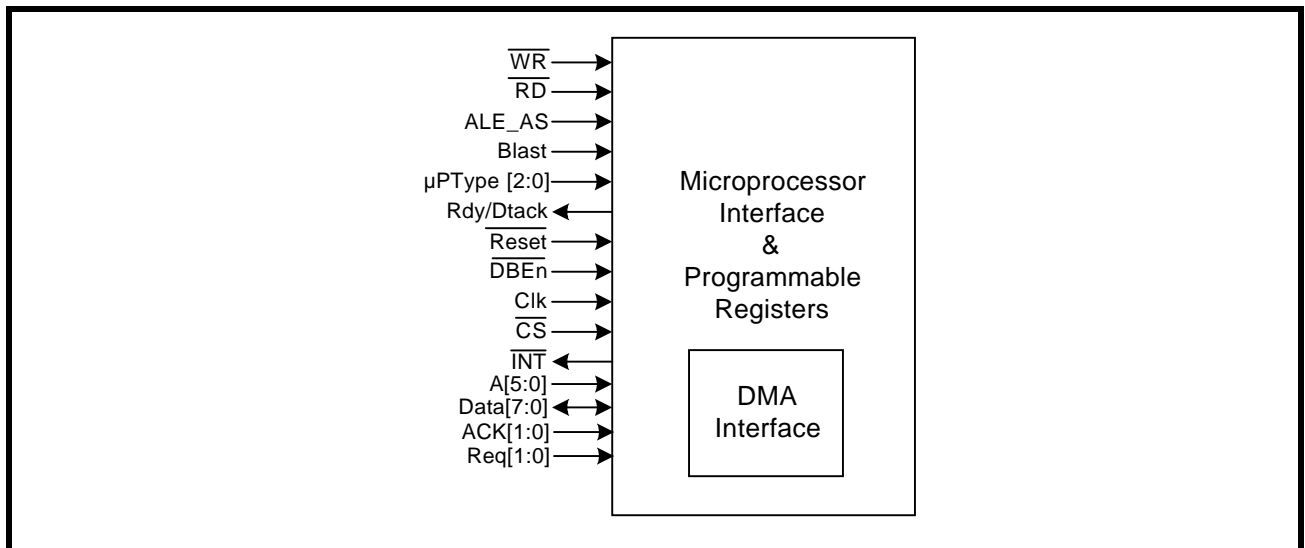 WR
RD
ALE_AS
Blast
µPType [2:0]
Rdy/Dtack
Reset
DBEn
Clk
CS
INT
A[5:0]
Data[7:0]
ACK[1:0]
Req[1:0]
Microprocessor
Interface
&
Programmable
Registers
DMA
Interface